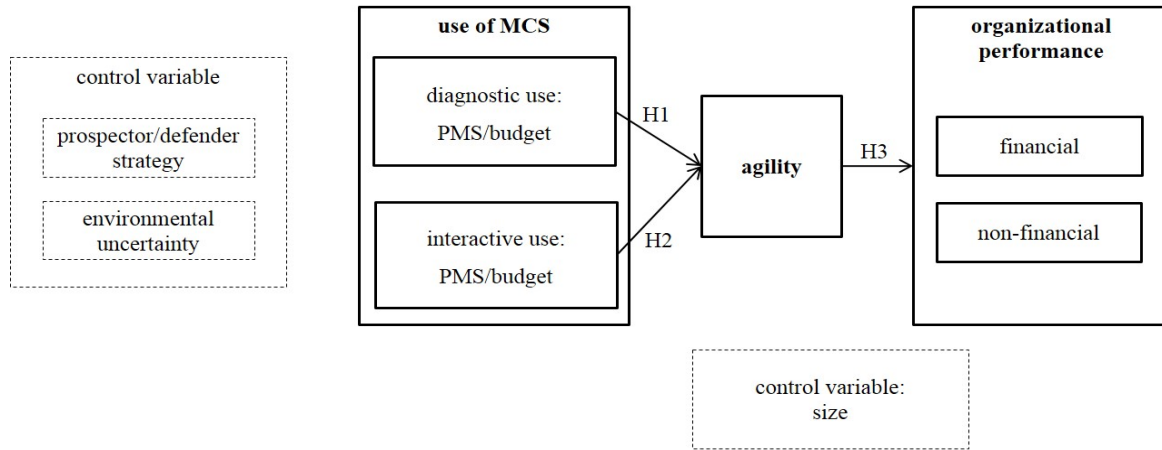 control variable
prospector/defender
strategy
environmental
uncertainty
use of MCS
diagnostic use:
PMS/budget
interactive use:
PMS/budget
H1
H2
agility
H3
organizational
performance
financial
non-financial
control variable:
size